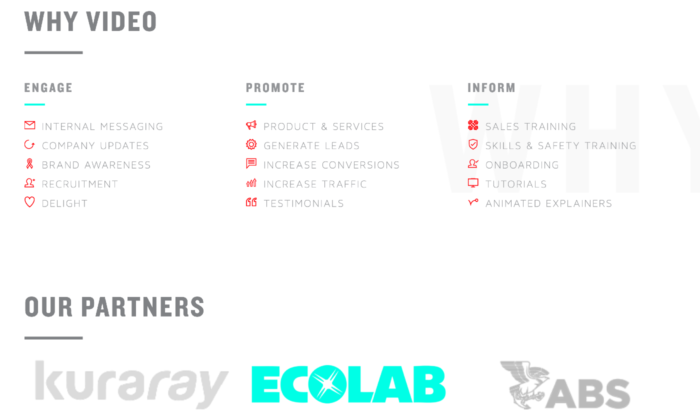 WHY VIDEO
ENGAGE
INTERNAL MESSAGING
COMPANY UPDATES
BRAND AWARENESS
RECRUITMENT
DELIGHT
PROMOTE
PRODUCT & SERVICES
GENERATE LEADS
INCREASE CONVERSIONS
INCREASE TRAFFIC
TESTIMONIALS
INFORM
SALES TRAINING
SKILLS & SAFETY TRAINING
ONBOARDING
TUTORIALS
ANIMATED EXPLAINERS
WHY
OUR PARTNERS
kuraray
ECOLAB
ABS